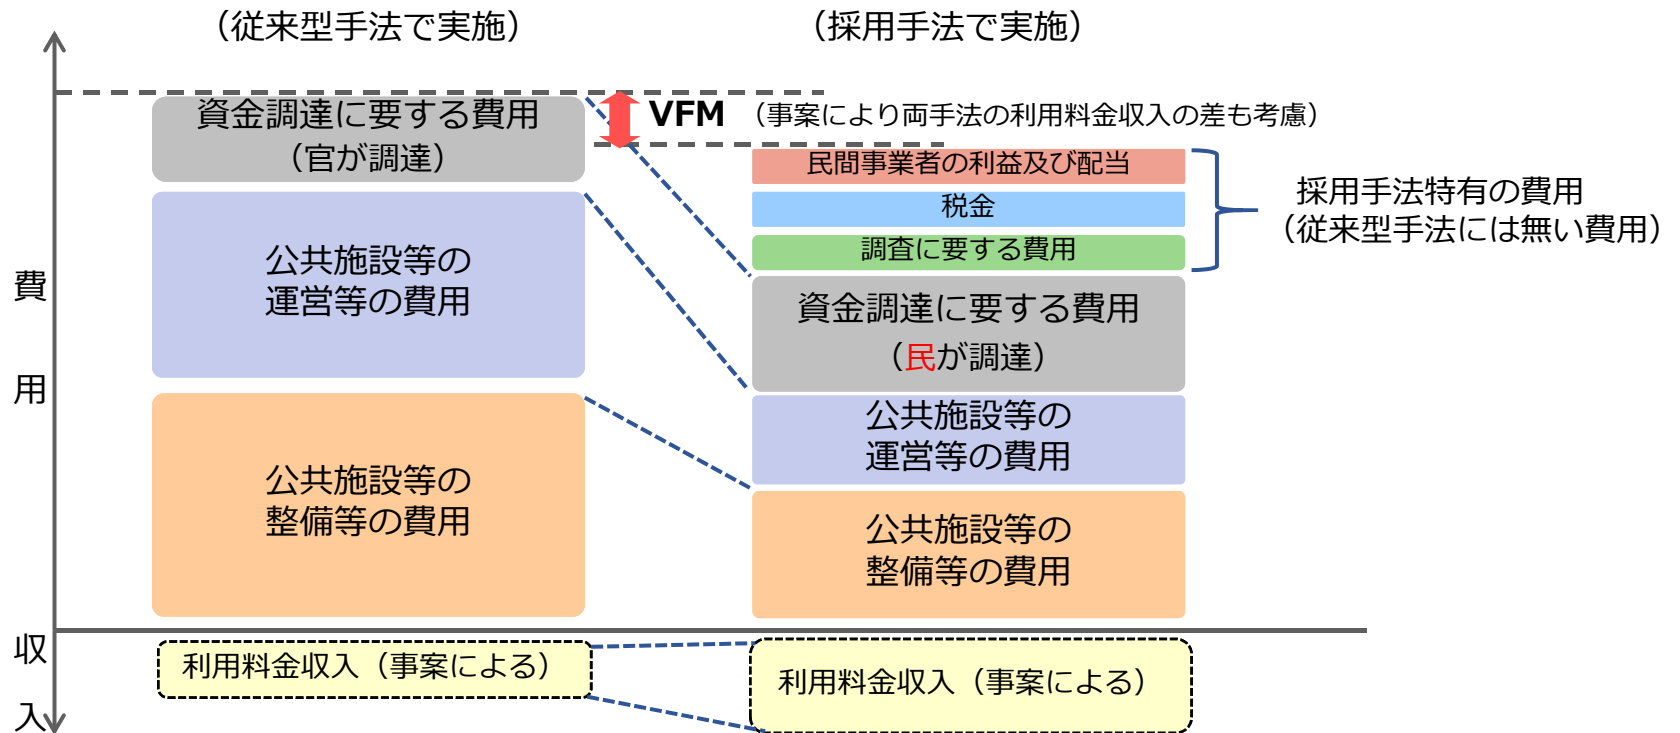 （従来型手法で実施）
（採用手法で実施）
費
用
収
入
資金調達に要する費用
（官が調達）
公共施設等の
運営等の費用
公共施設等の
整備等の費用
利用料金収入（事案による）
VFM （事案により両手法の利用料金収入の差も考慮）
民間事業者の利益及び配当
税金
調査に要する費用
資金調達に要する費用
（民が調達）
公共施設等の
運営等の費用
公共施設等の
整備等の費用
利用料金収入（事案による）
採用手法特有の費用
（従来型手法には無い費用）